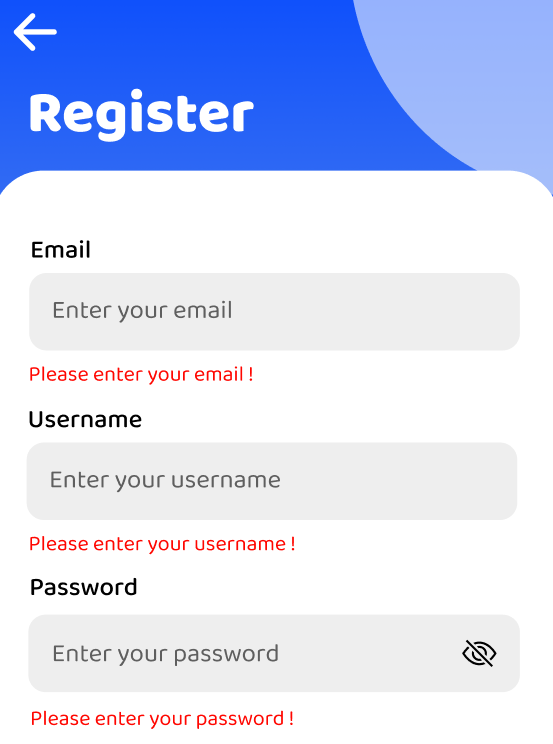 Register
Email
Enter your email
Please enter your email !
Username
Enter your username
Please enter your username !
Password
Enter your password
Please enter your password !